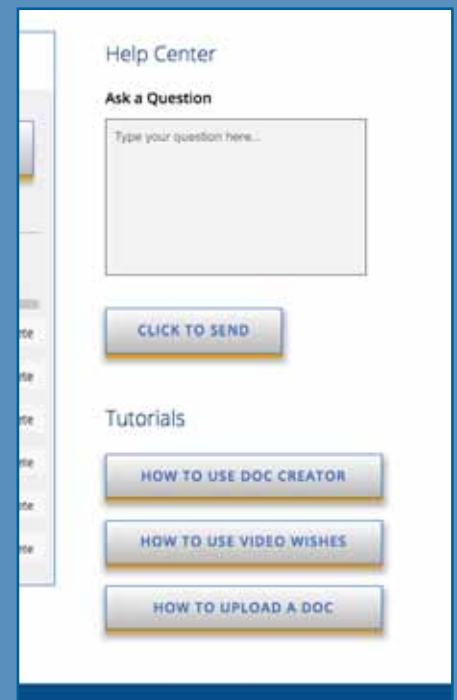 Help Center
Ask a Question
Type your question here...
CLICK TO SEND
Tutorials
HOW TO USE DOC CREATOR
HOW TO USE VIDEO WISHES
HOW TO UPLOAD A DOC